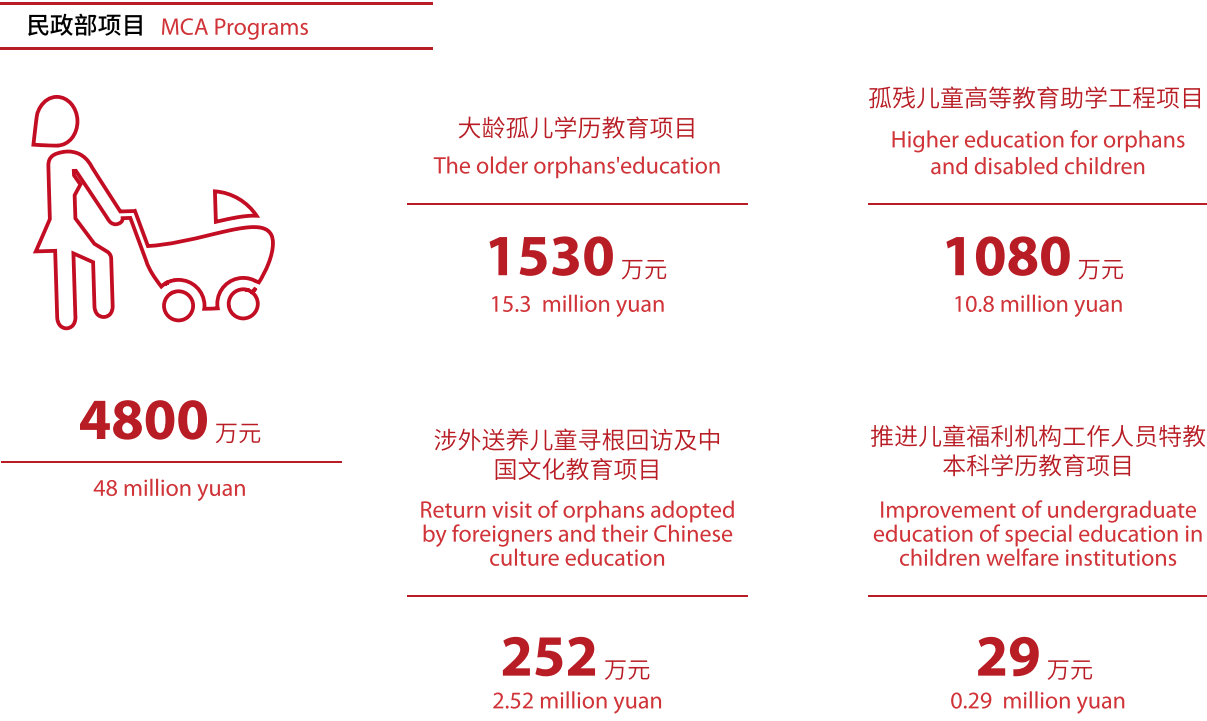 民政部项目 MCA Programs
4800 万元
48 million yuan
大龄孤儿学历教育项目
The older orphans'education
1530 万元
15.3 million yuan
孤残儿童高等教育助学工程项目
Higher education for orphans
and disabled children
1080 万元
10.8 million yuan
涉外送养儿童寻根回访及中
国文化教育项目
Return visit of orphans adopted
by foreigners and their Chinese
culture education
252 万元
2.52 million yuan
推进儿童福利机构工作人员特教
本科学历教育项目
Improvement of undergraduate
education of special education in
children welfare institutions
29 万元
0.29 million yuan